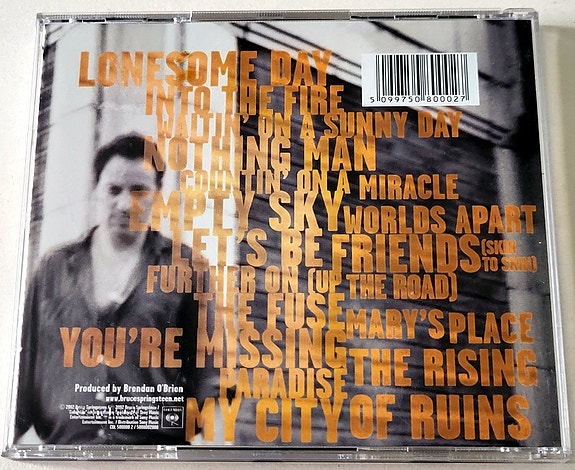 LONESOME DAY
INTO THE FIRE
WAITIN' ON A SUNNY DAY
NOTHING MAN
COUNTIN' ON A MIRACLE
EMPTY SKY
WORLDS APART
LET'S BE FRIENDS (SKIN TO SKIN)
FURTHER ON (UP THE ROAD)
THE FUSE
MARY'S PLACE
YOU'RE MISSING
THE RISING
PARADISE
MY CITY OF RUINS
5 099750 800027
Produced by Brendan O'Brien
www.brucespringsteen.net
COLUMBIA